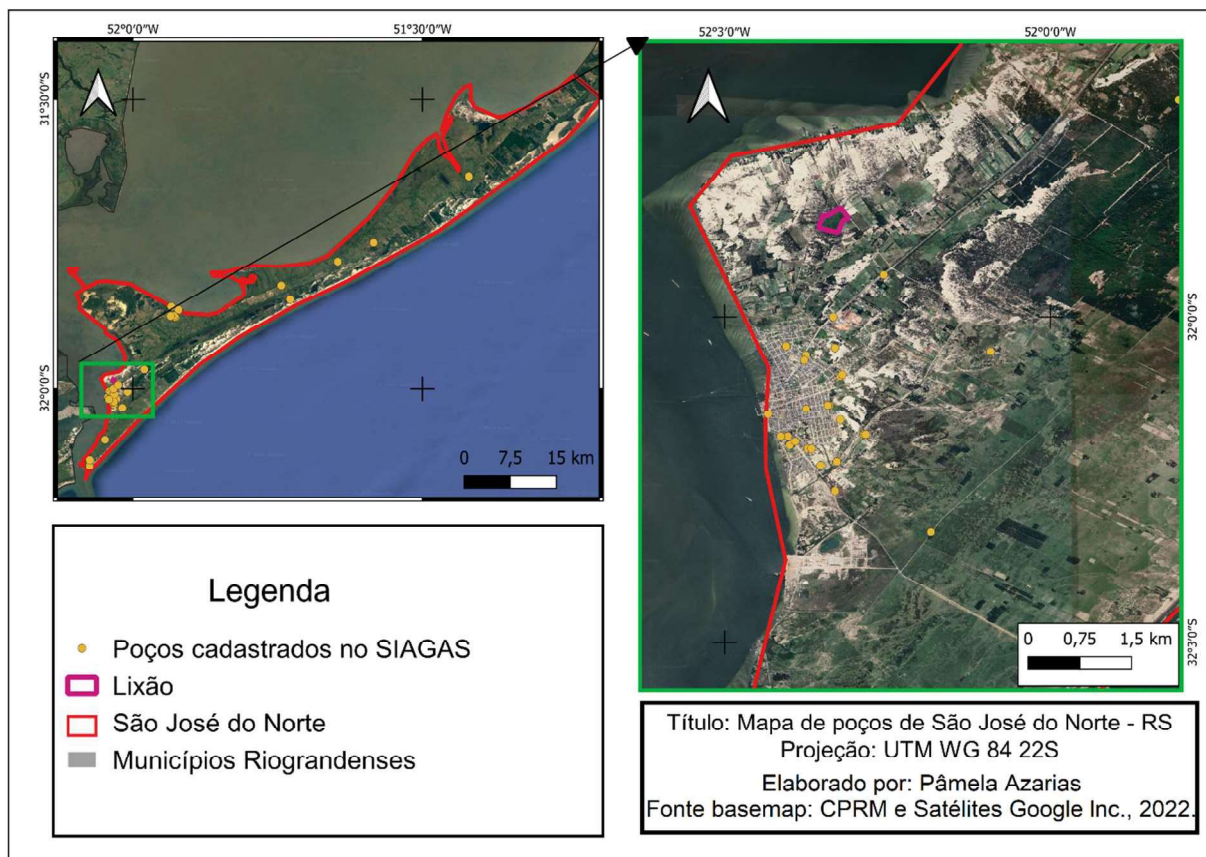 52°0'0"W
51°30'0"W
31°30'0"S
32°0'0"S
0 7,5 15 km
52°3'0"W
52°0'0"W
32°0'0"S
32°3'0"S
0 0,75 1,5 km
Legenda
Poços cadastrados no SIAGAS
Lixão
São José do Norte
Municípios Riograndenses
Título: Mapa de poços de São José do Norte - RS
Projeção: UTM WG 84 22S
Elaborado por: Pâmela Azarias
Fonte basemap: CPRM e Satélites Google Inc., 2022.